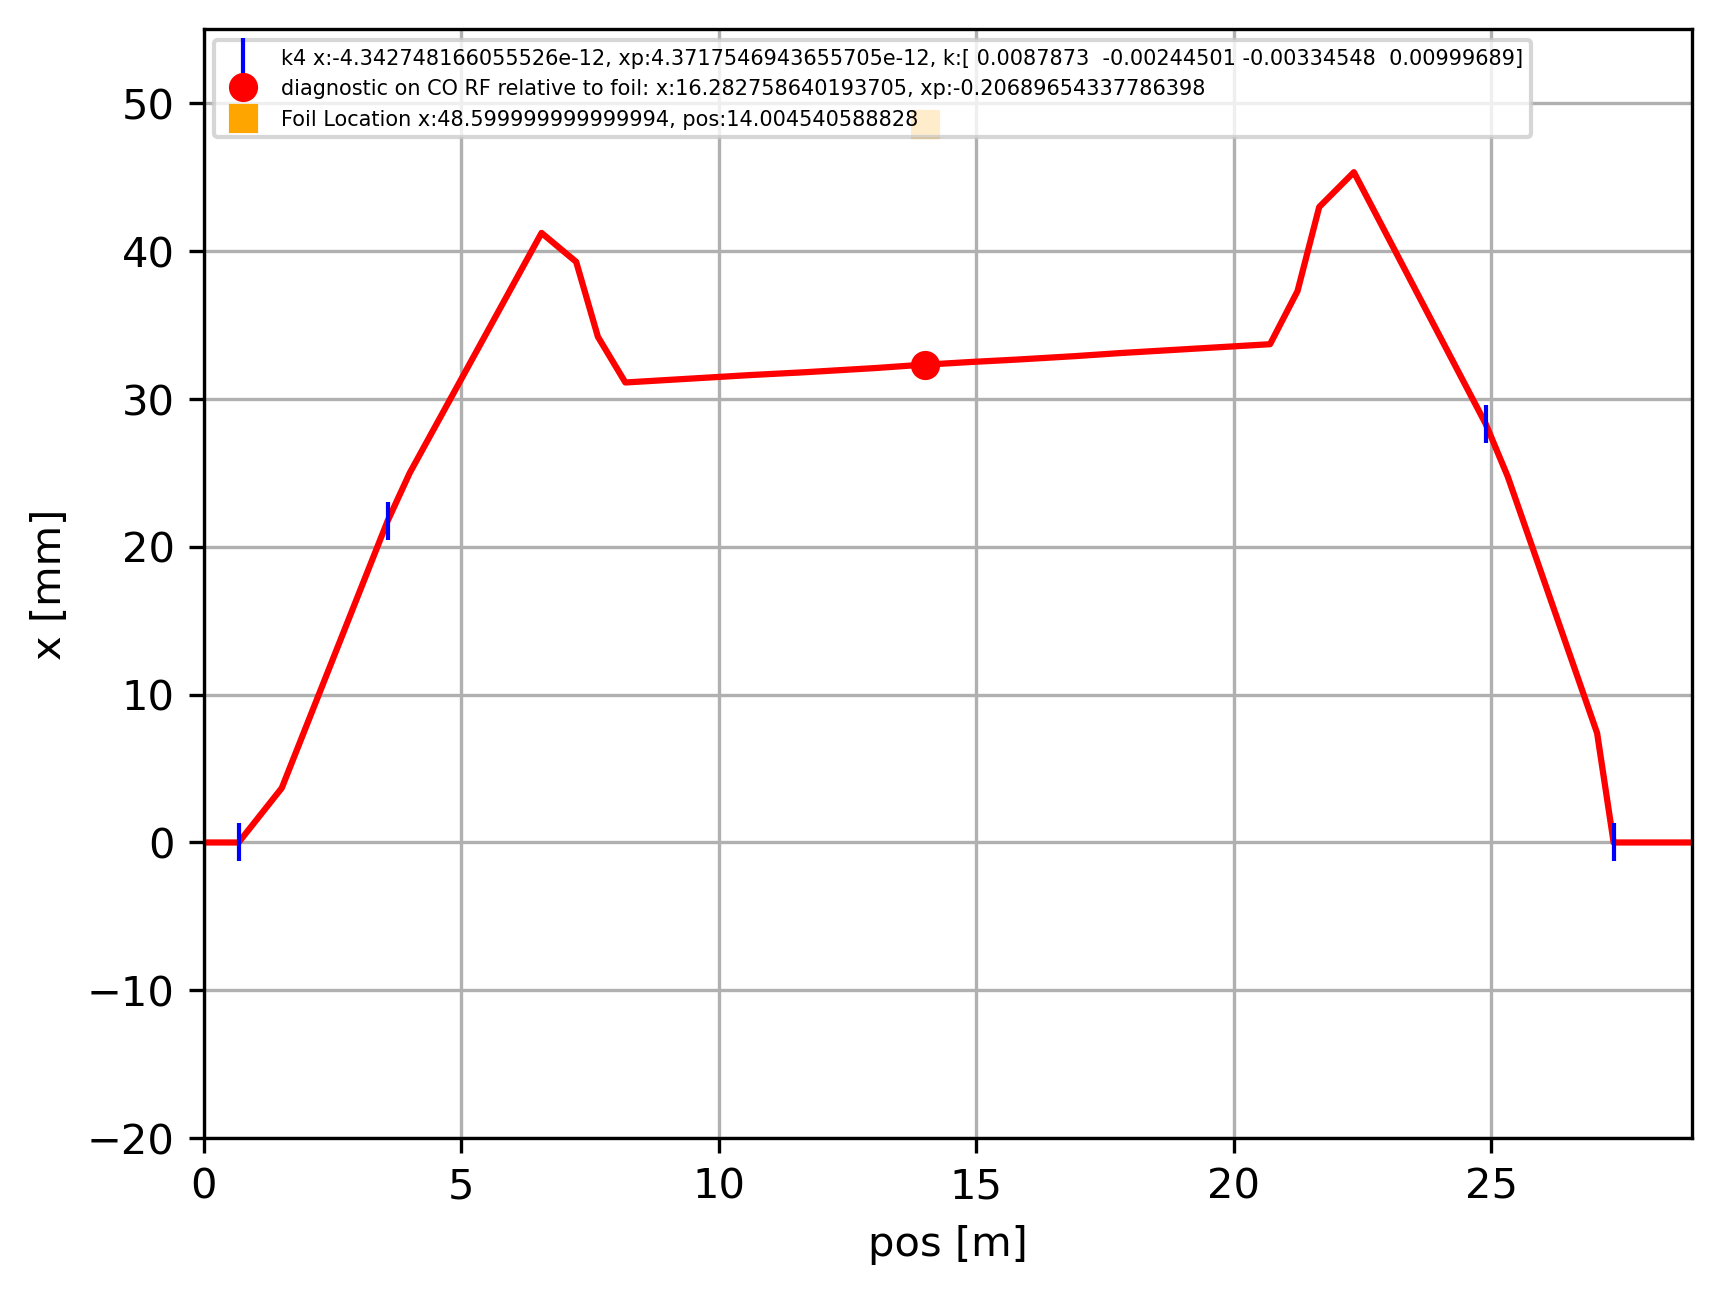 k4 x:-4.342748166055526e-12, xp:4.3717546943655705e-12, k:[ 0.0087873  -0.00244501 -0.00334548  0.00999689]
diagnostic on CO RF relative to foil: x:16.282758640193705, xp:-0.20689654337786398
Foil Location x:48.599999999999994, pos:14.004540588828
50
40
30
20
10
0
−10
−20
x [mm]
0 5 10 15 20 25
pos [m]